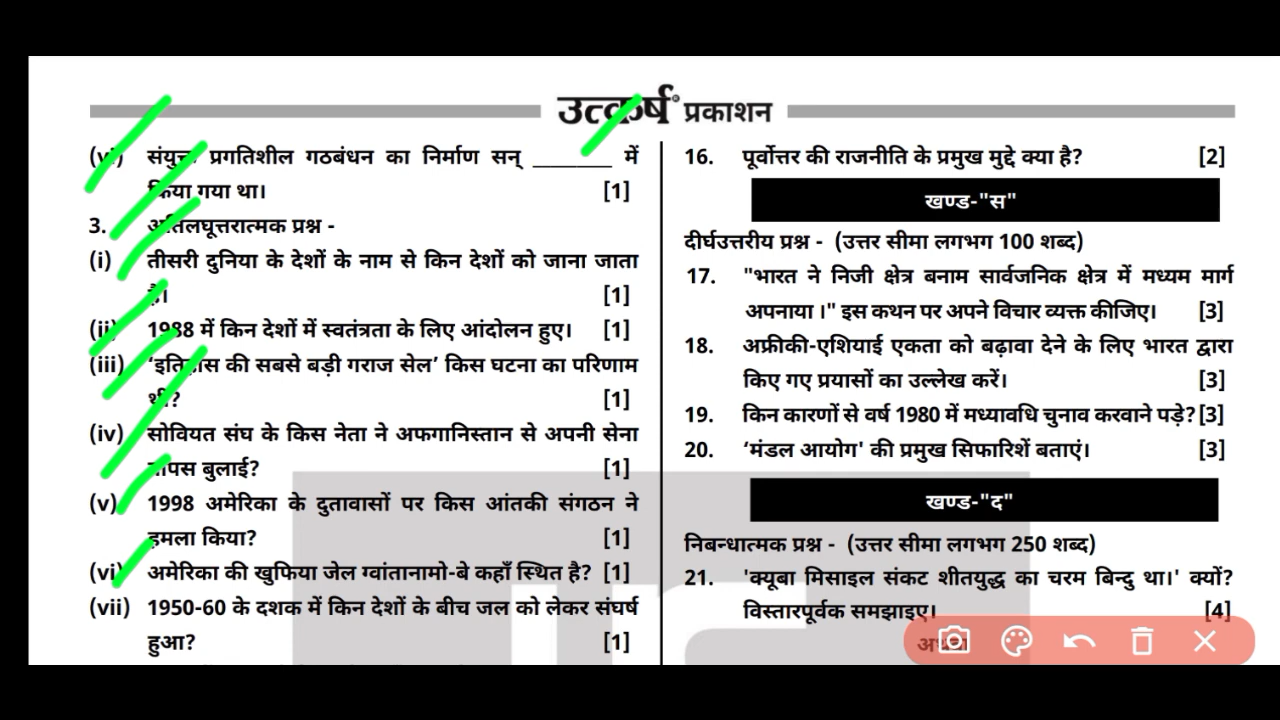 उत्कर्ष® प्रकाशन
(vi) संयुक्त प्रगतिशील गठबंधन का निर्माण सन् ________ में
किया गया था। [1]
3. अतिलघूत्तरात्मक प्रश्न -
(i) तीसरी दुनिया के देशों के नाम से किन देशों को जाना जाता
है। [1]
(ii) 1988 में किन देशों में स्वतंत्रता के लिए आंदोलन हुए। [1]
(iii) ‘इतिहास की सबसे बड़ी गराज सेल’ किस घटना का परिणाम
थी? [1]
(iv) सोवियत संघ के किस नेता ने अफगानिस्तान से अपनी सेना
वापस बुलाई? [1]
(v) 1998 अमेरिका के दुतावासों पर किस आंतकी संगठन ने
हमला किया? [1]
(vi) अमेरिका की खुफिया जेल ग्वांतानामो-बे कहाँ स्थित है? [1]
(vii) 1950-60 के दशक में किन देशों के बीच जल को लेकर संघर्ष
हुआ? [1]
16. पूर्वोत्तर की राजनीति के प्रमुख मुद्दे क्या है? [2]
खण्ड-"स"
दीर्घउत्तरीय प्रश्न - (उत्तर सीमा लगभग 100 शब्द)
17. "भारत ने निजी क्षेत्र बनाम सार्वजनिक क्षेत्र में मध्यम मार्ग
अपनाया ।" इस कथन पर अपने विचार व्यक्त कीजिए। [3]
18. अफ्रीकी-एशियाई एकता को बढ़ावा देने के लिए भारत द्वारा
किए गए प्रयासों का उल्लेख करें। [3]
19. किन कारणों से वर्ष 1980 में मध्यावधि चुनाव करवाने पड़े? [3]
20. ‘मंडल आयोग' की प्रमुख सिफारिशें बताएं। [3]
खण्ड-"द"
निबन्धात्मक प्रश्न - (उत्तर सीमा लगभग 250 शब्द)
21. 'क्यूबा मिसाइल संकट शीतयुद्ध का चरम बिन्दु था।' क्यों?
विस्तारपूर्वक समझाइए। [4]
अथवा